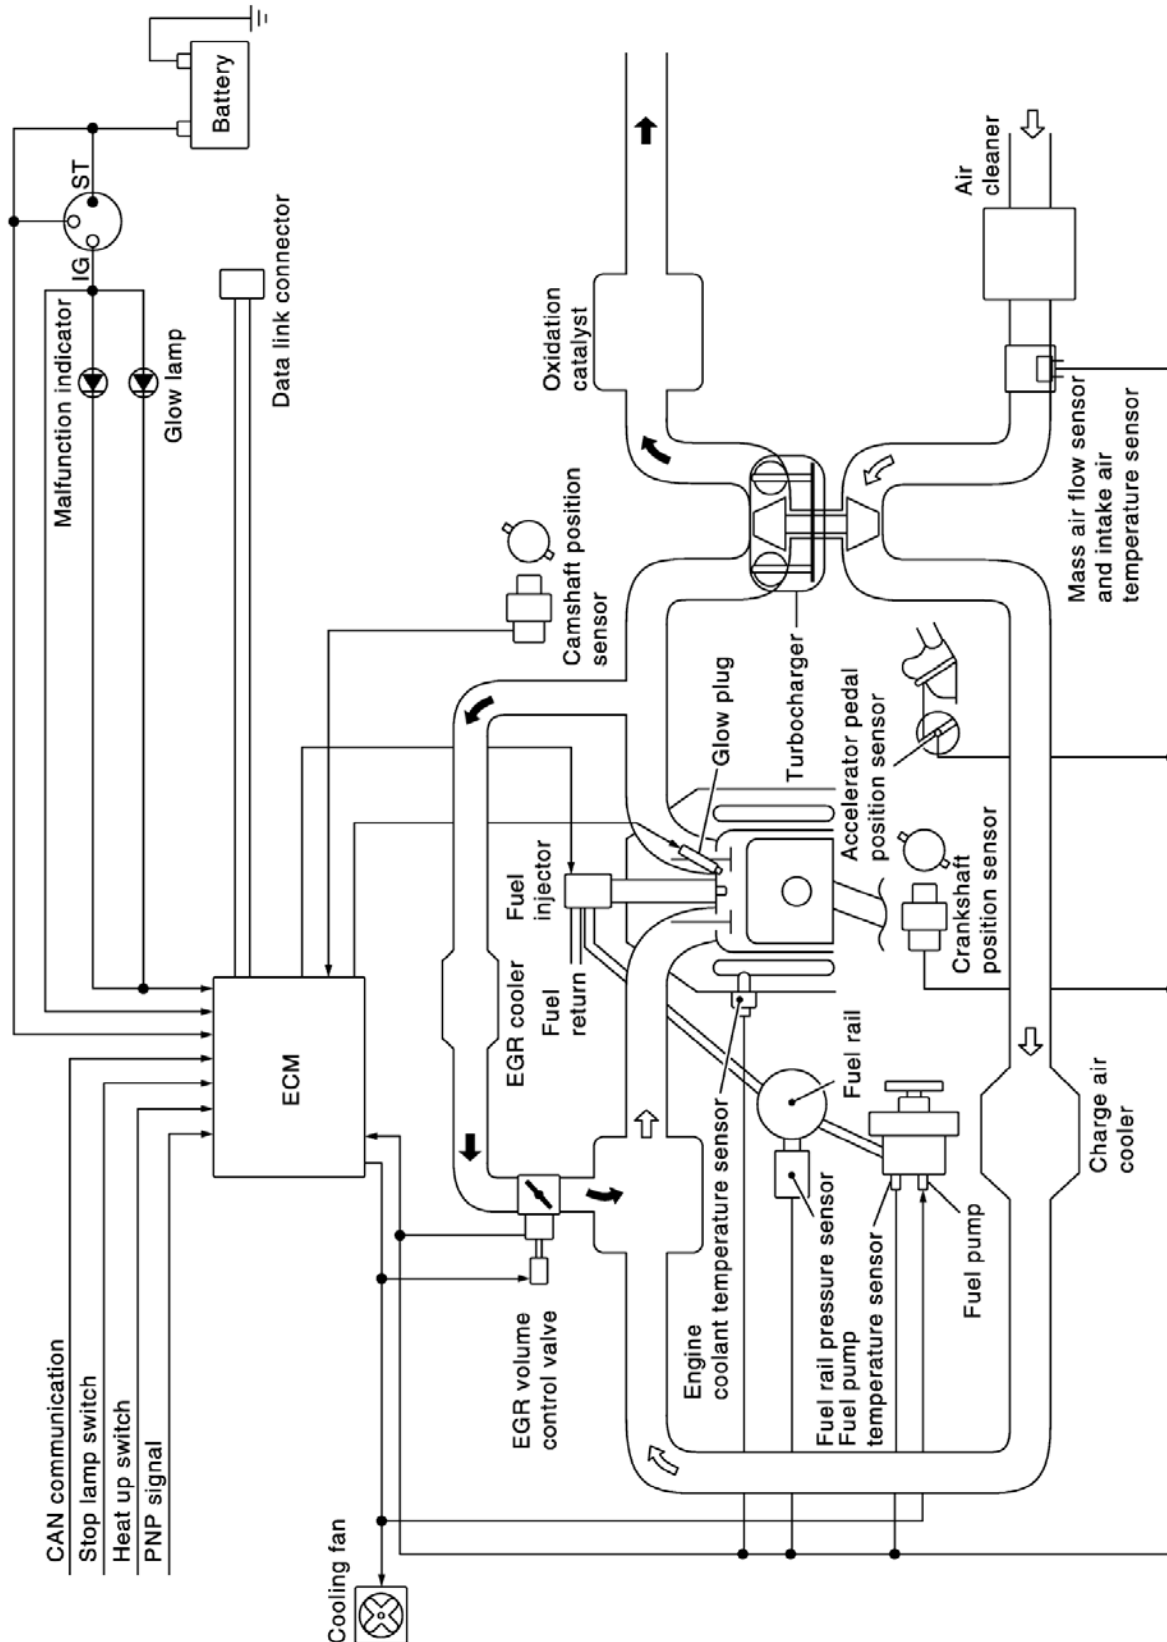 CAN communication
Stop lamp switch
Heat up switch
PNP signal
Cooling fan
ECM
Malfunction indicator
Glow lamp
IG
ST
Battery
Data link connector
Camshaft position
sensor
EGR volume
control valve
EGR cooler
Fuel
return
Fuel
injector
Glow plug
Turbocharger
Oxidation
catalyst
Air
cleaner
Mass air flow sensor
and intake air
temperature sensor
Accelerator pedal
position sensor
Crankshaft
position sensor
Engine
coolant temperature sensor
Fuel rail pressure sensor
Fuel pump
temperature sensor
Fuel rail
Fuel pump
Charge air
cooler